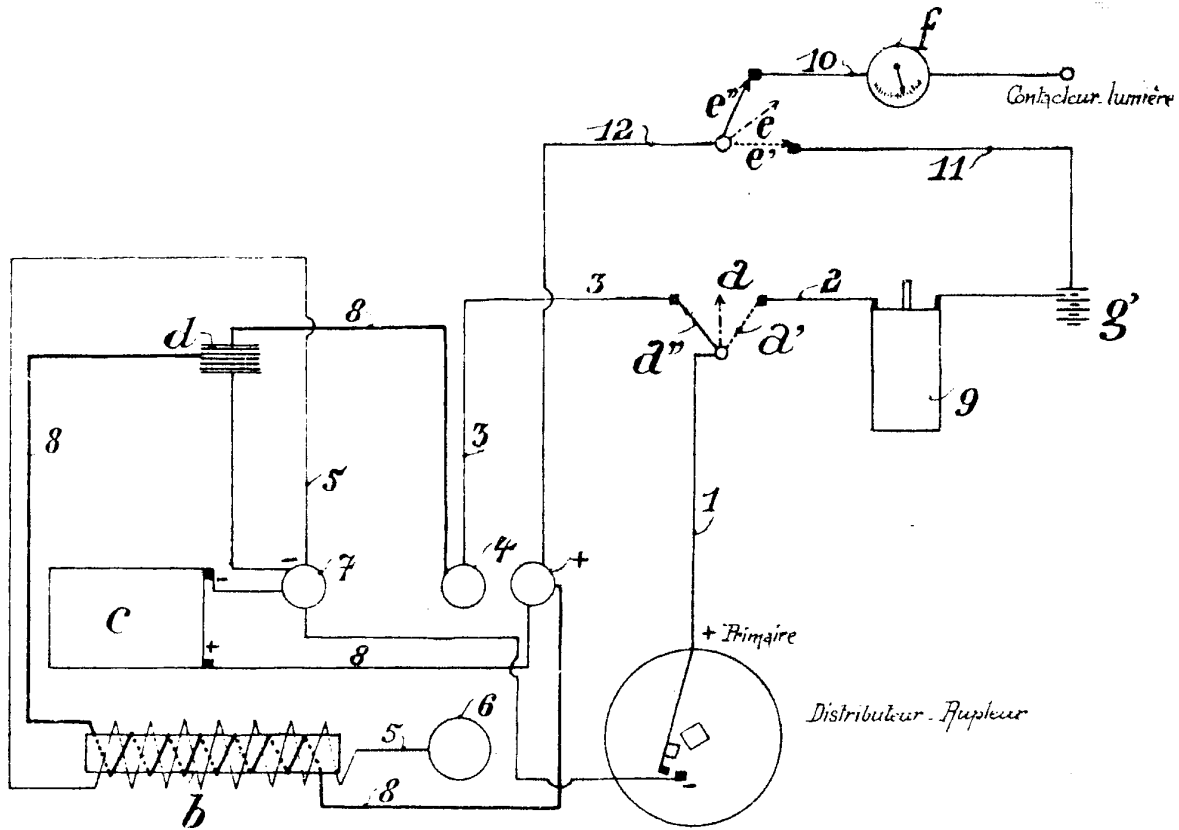 f
10
e"
Contacteur-lumière
12
e
e'
11
3
a
2
8
d
g'
a"
a'
9
8
3
5
1
-
4
+
-
7
c
+
+ Primaire
8
Distributeur-Rupteur
6
5
-
8
b